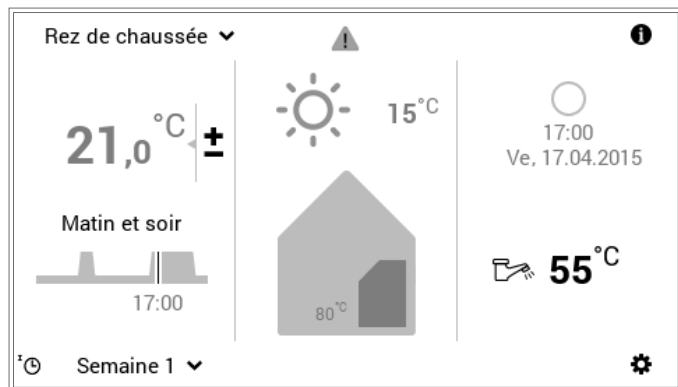 Rez de chaussée
21,0 °C
±
Matin et soir
17:00
Semaine 1
15 °C
80 °C
17:00
Ve, 17.04.2015
55 °C